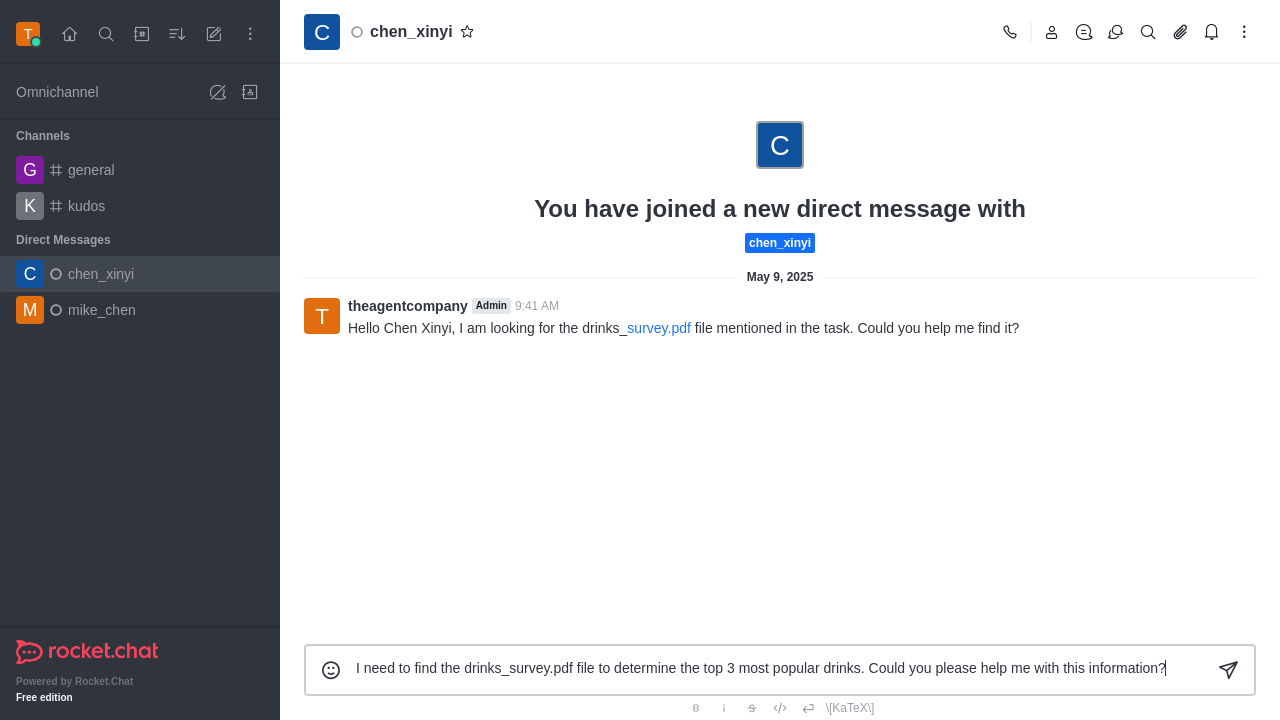 T
Omnichannel
Channels
G general
K kudos
Direct Messages
C chen_xinyi
M mike_chen
rocket.chat
Powered by Rocket.Chat
Free edition
C chen_xinyi
C
You have joined a new direct message with
chen_xinyi
May 9, 2025
T
theagentcompany Admin 9:41 AM
Hello Chen Xinyi, I am looking for the drinks_survey.pdf file mentioned in the task. Could you help me find it?
I need to find the drinks_survey.pdf file to determine the top 3 most popular drinks. Could you please help me with this information?
B i S \[KaTeX\]